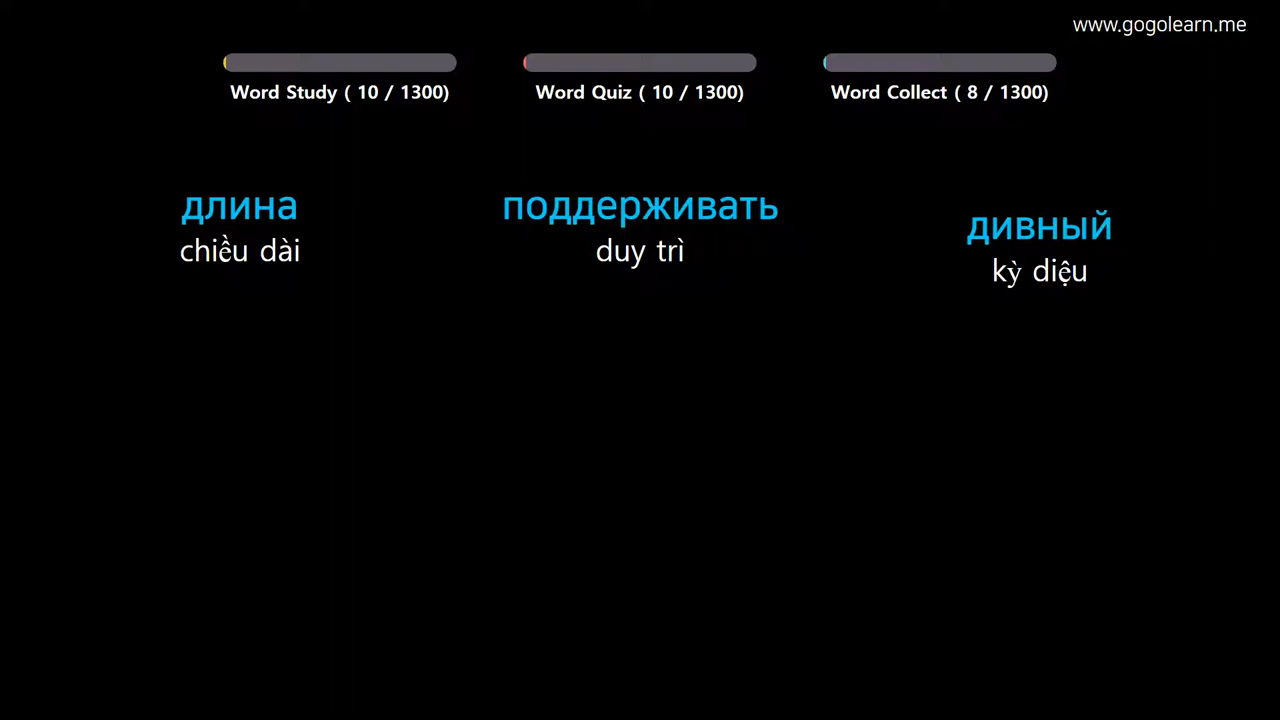 www.gogolearn.me
Word Study ( 10 / 1300)
Word Quiz ( 10 / 1300)
Word Collect ( 8 / 1300)
длина
chiều dài
поддерживать
duy trì
дивный
kỳ diệu